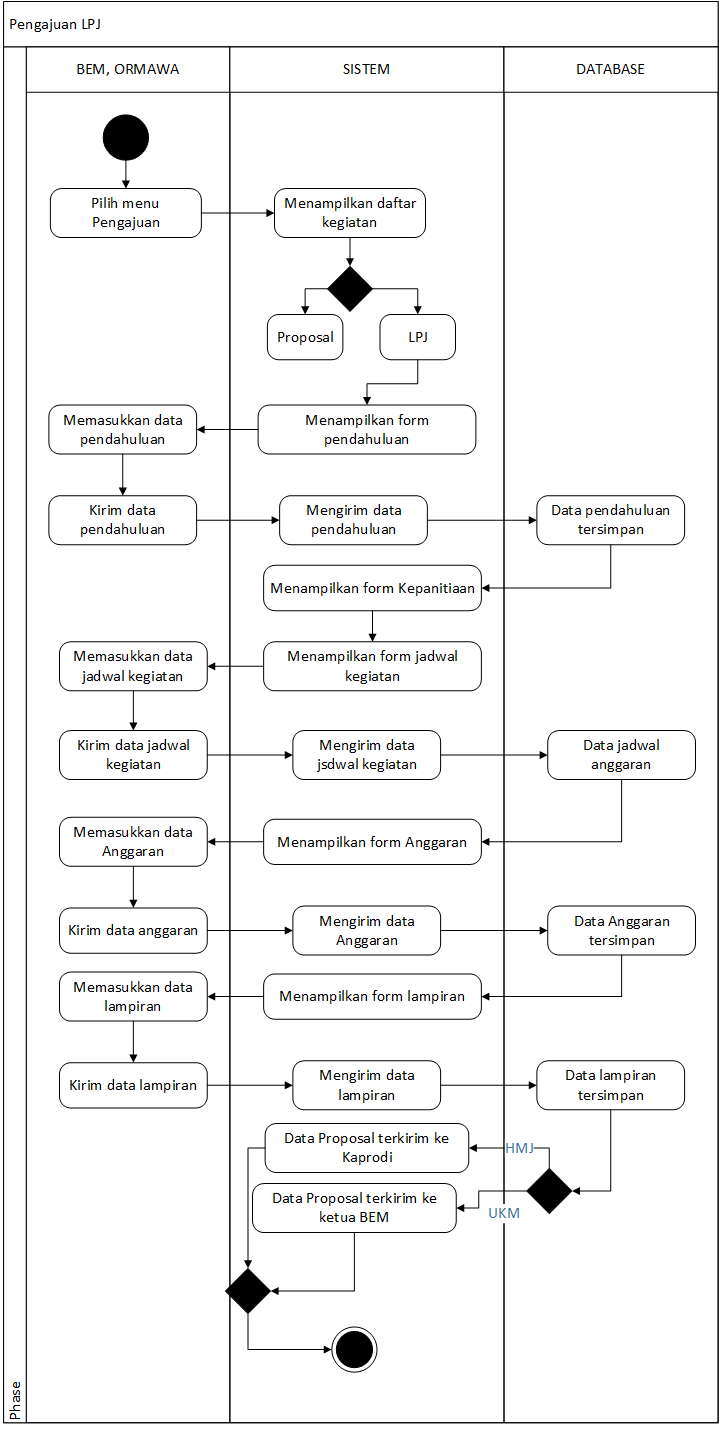 Pengajuan LPJ
BEM, ORMAWA
SISTEM
DATABASE
Pilih menu
Pengajuan
Menampilkan daftar
kegiatan
Proposal
LPJ
Menampilkan form
pendahuluan
Memasukkan data
pendahuluan
Kirim data
pendahuluan
Mengirim data
pendahuluan
Data pendahuluan
tersimpan
Menampilkan form Kepanitiaan
Menampilkan form jadwal
kegiatan
Memasukkan data
jadwal kegiatan
Kirim data jadwal
kegiatan
Mengirim data
jsdwal kegiatan
Data jadwal
anggaran
Menampilkan form Anggaran
Memasukkan data
Anggaran
Kirim data anggaran
Mengirim data
Anggaran
Data Anggaran
tersimpan
Menampilkan form lampiran
Memasukkan data
lampiran
Kirim data lampiran
Mengirim data
lampiran
Data lampiran
tersimpan
HMJ
Data Proposal terkirim ke
Kaprodi
UKM
Data Proposal terkirim ke
ketua BEM
Phase